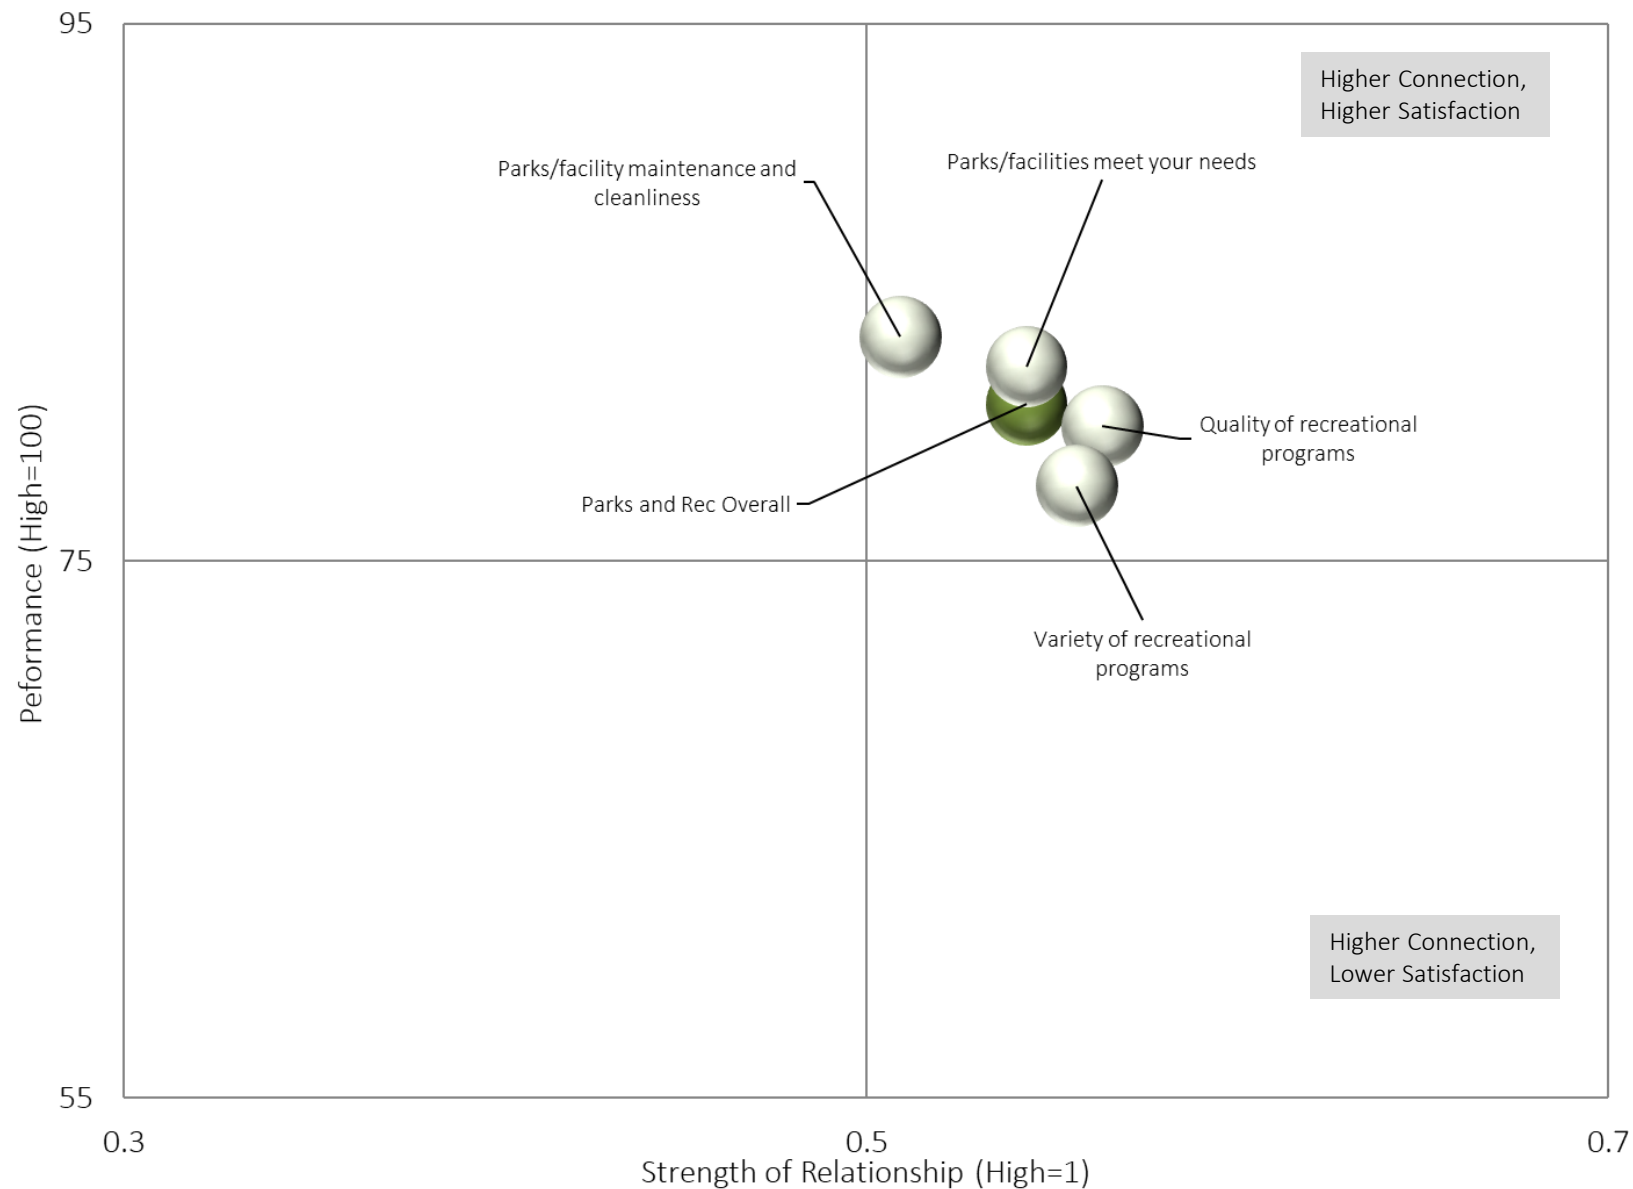 95
Higher Connection,
Higher Satisfaction
Parks/facility maintenance and
cleanliness
Parks/facilities meet your needs
Quality of recreational
programs
Parks and Rec Overall
75
Variety of recreational
programs
Peformance (High=100)
Higher Connection,
Lower Satisfaction
55
0.3
0.5
0.7
Strength of Relationship (High=1)